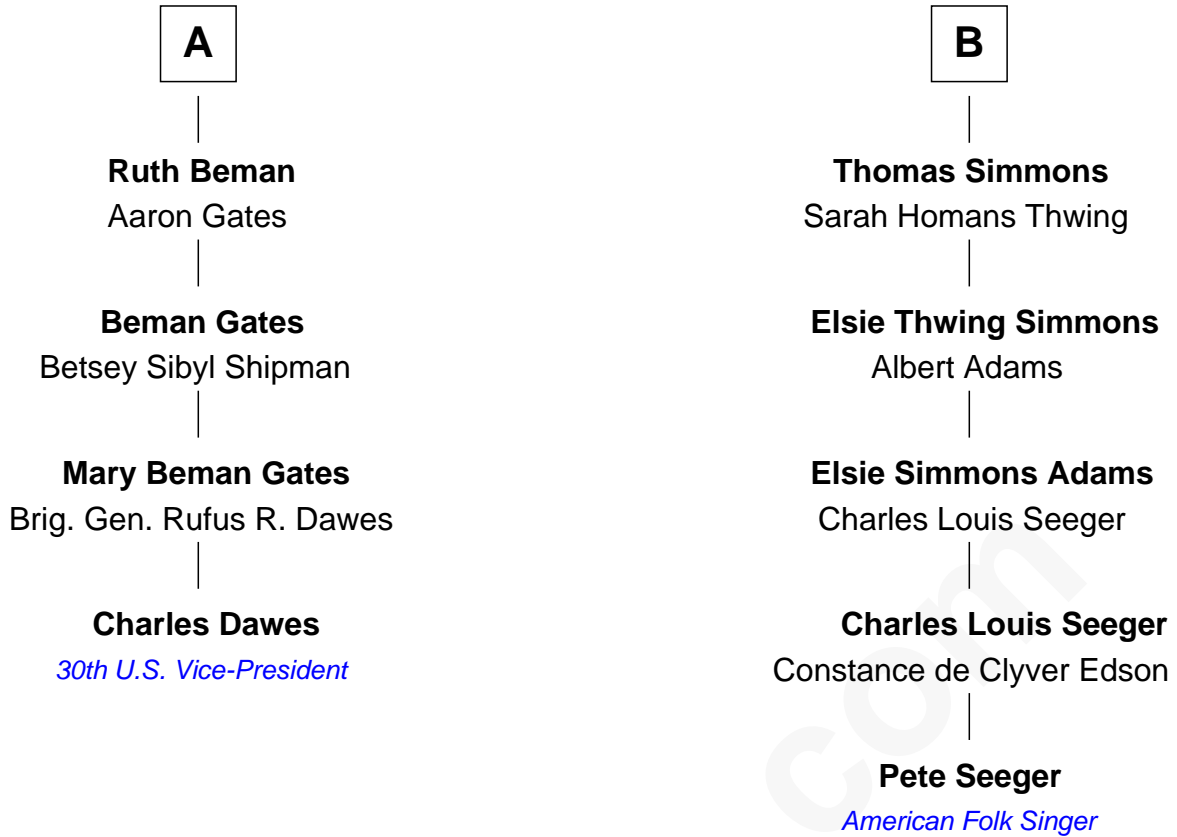 A
Ruth Beman
Aaron Gates
Beman Gates
Betsey Sibyl Shipman
Mary Beman Gates
Brig. Gen. Rufus R. Dawes
Charles Dawes
30th U.S. Vice-President
B
Thomas Simmons
Sarah Homans Thwing
Elsie Thwing Simmons
Albert Adams
Elsie Simmons Adams
Charles Louis Seeger
Charles Louis Seeger
Constance de Clyver Edson
Pete Seeger
American Folk Singer
com